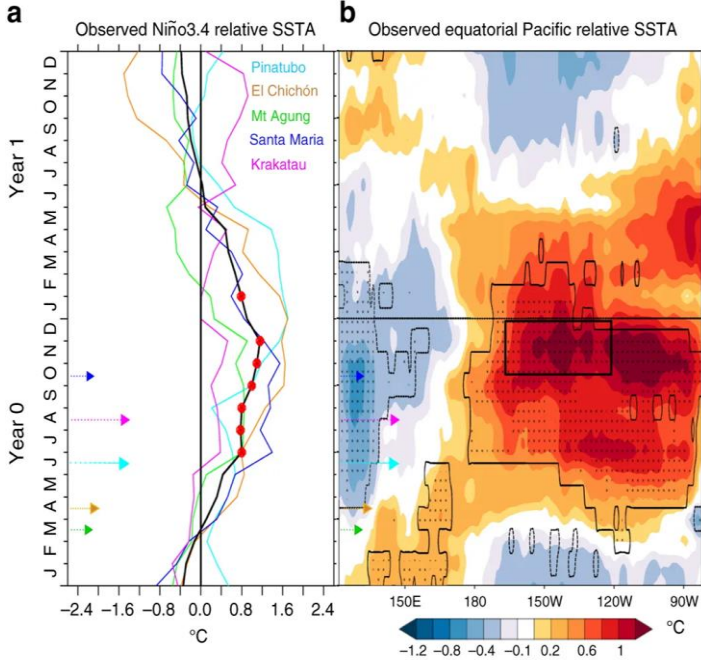 a
Observed Niño3.4 relative SSTA
b
Observed equatorial Pacific relative SSTA
Pinatubo
El Chichón
Mt Agung
Santa Maria
Krakatau
Year 1
D
N
O
S
A
J
J
M
A
M
F
J
Year 0
D
N
O
S
A
J
J
M
A
M
F
J
−2.4 −1.6 −0.8 0.0 0.8 1.6 2.4
°C
150E 180 150W 120W 90W
−1.2 −0.8 −0.4 −0.1 0.2 0.6 1
°C